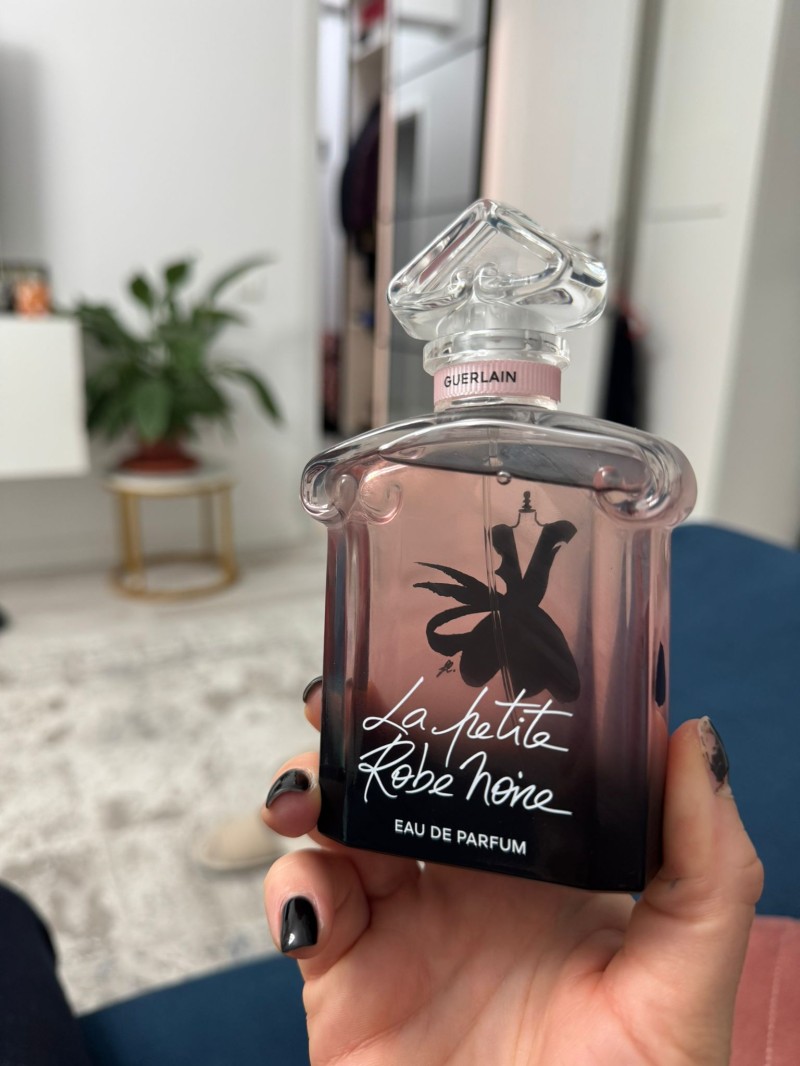 GUERLAIN
La petite
Robe Noire
EAU DE PARFUM